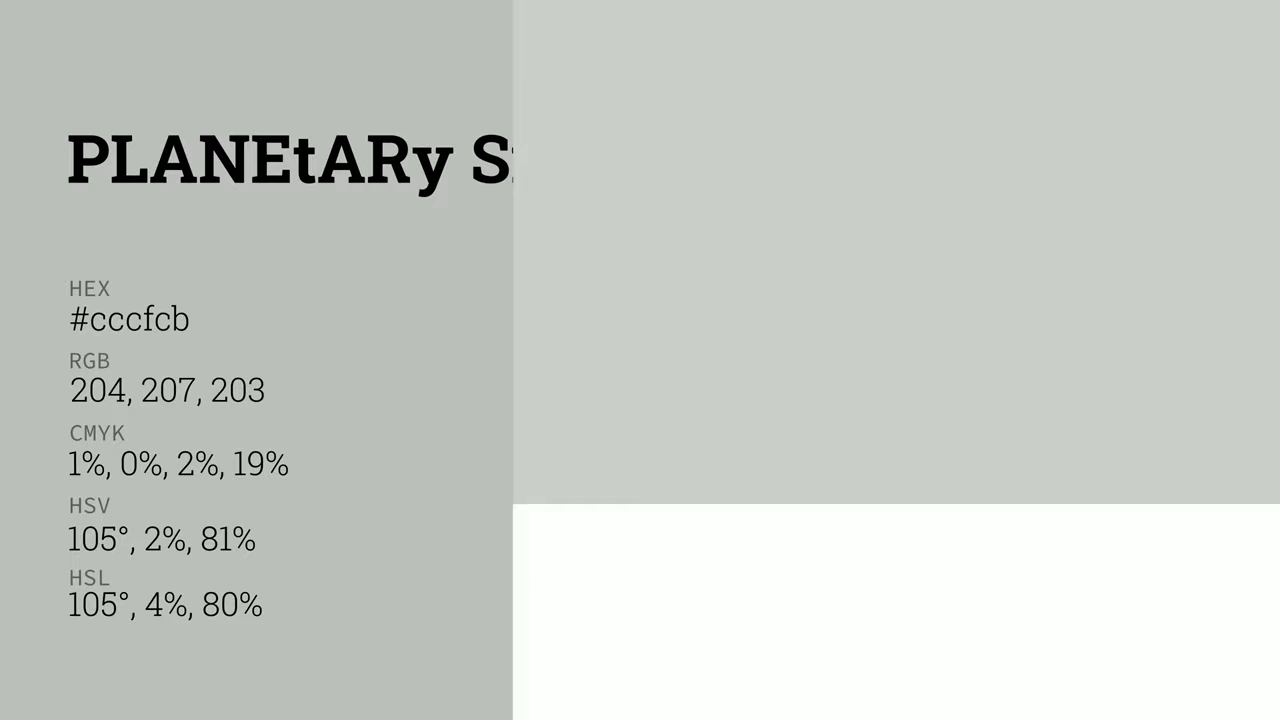 PLANEtARy
HEX
#cccfcb
RGB
204, 207, 203
CMYK
1%, 0%, 2%, 19%
HSV
105°, 2%, 81%
HSL
105°, 4%, 80%